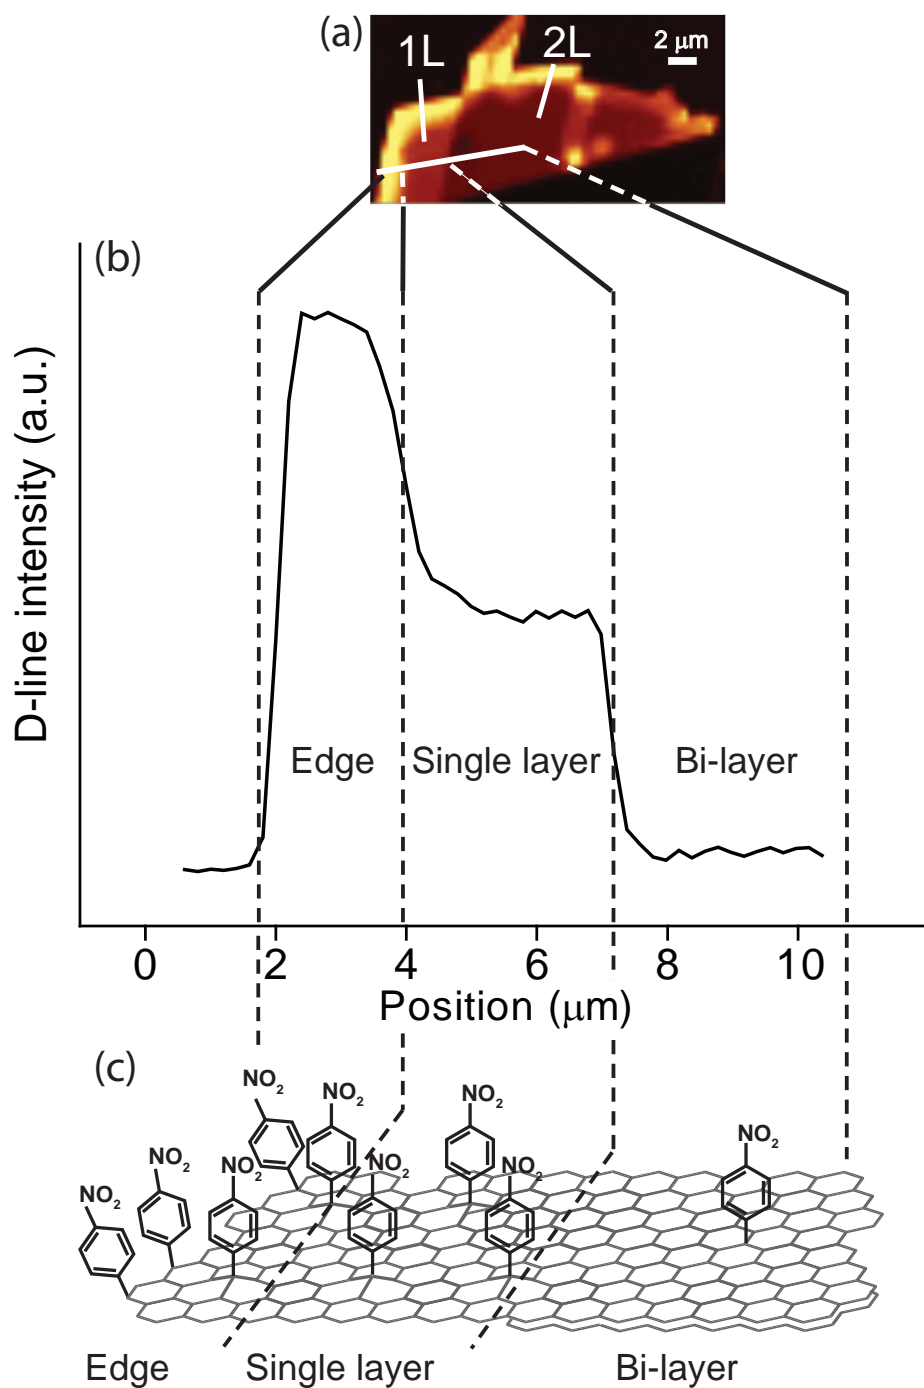 (a)
1L
2L
2 μm
(b)
D-line intensity (a.u.)
Edge
Single layer
Bi-layer
0 2 4 6 8 10
Position (μm)
(c)
NO2
NO2
NO2
NO2
NO2
NO2
NO2
NO2
NO2
Edge
Single layer
Bi-layer